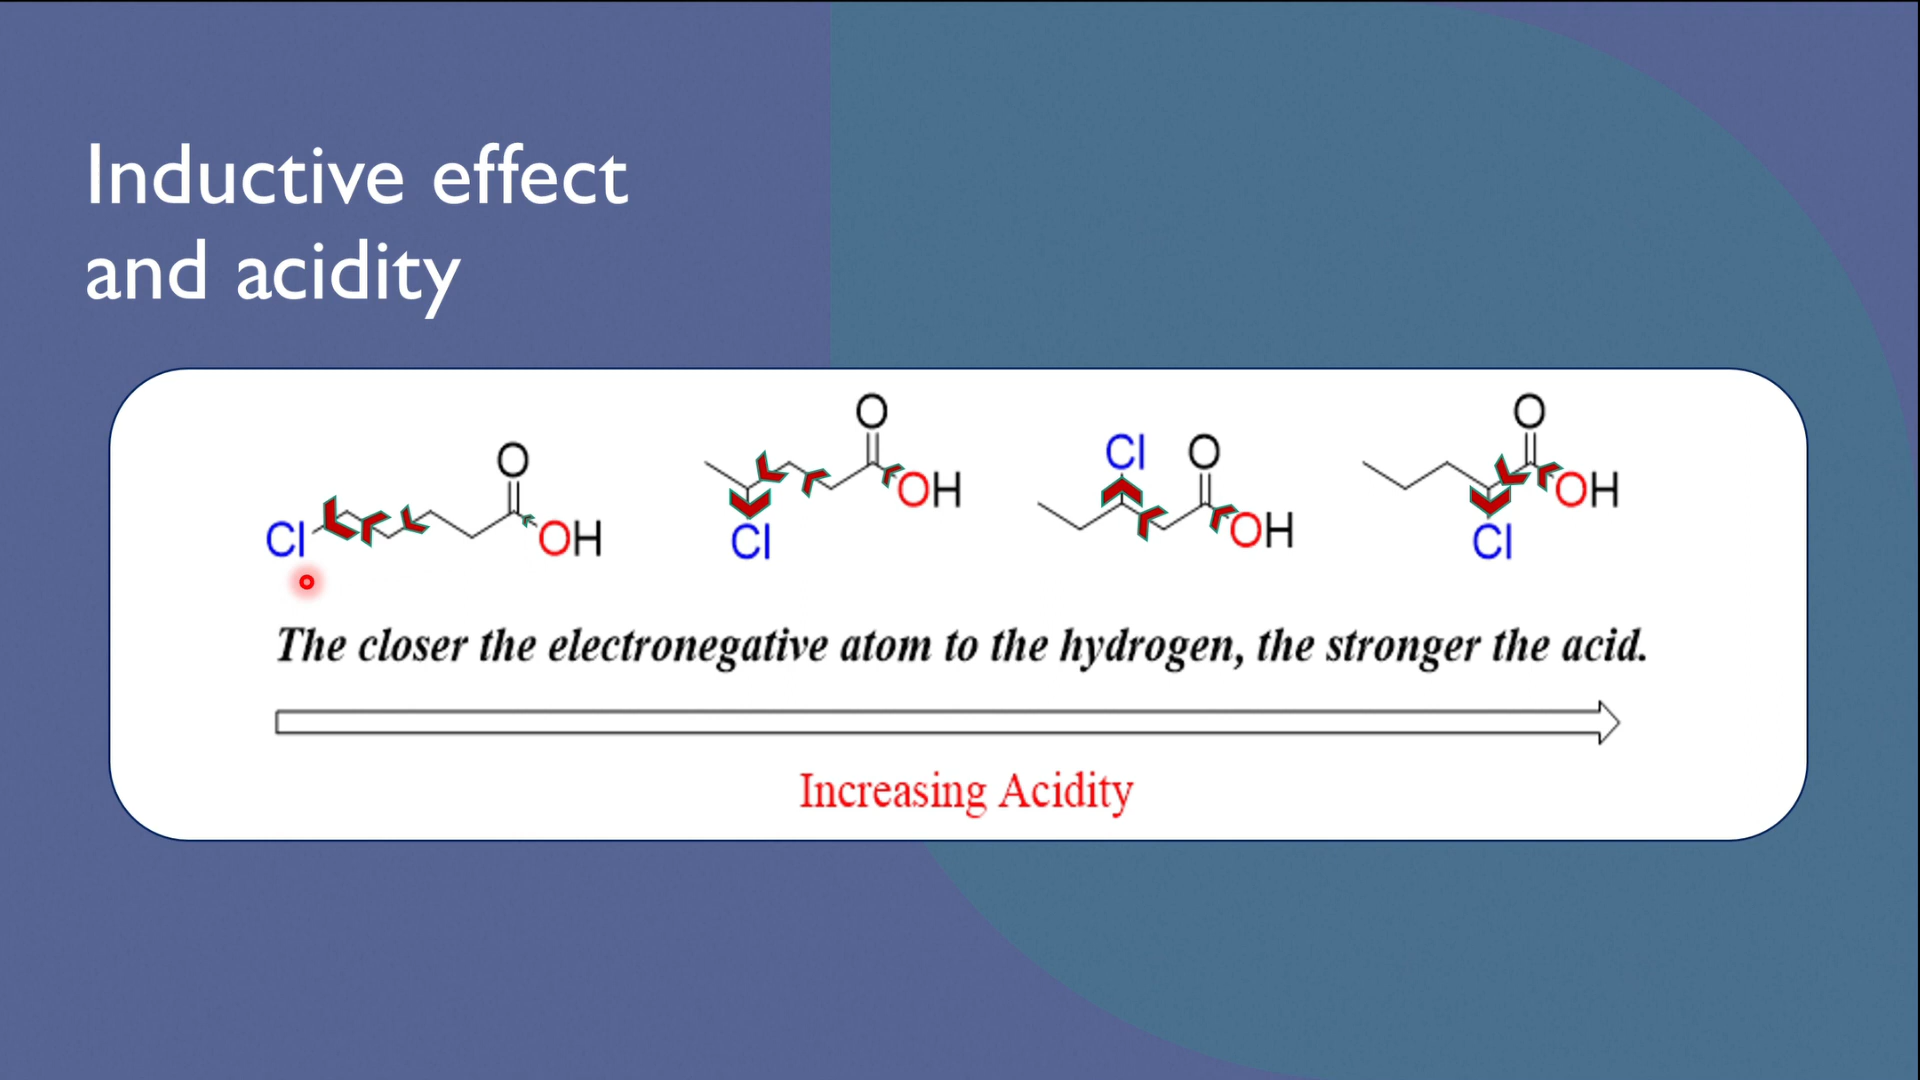 Inductive effect
and acidity
O
O
Cl
O
O
Cl
OH
OH
Cl
OH
OH
Cl
Cl
The closer the electronegative atom to the hydrogen, the stronger the acid.
Increasing Acidity